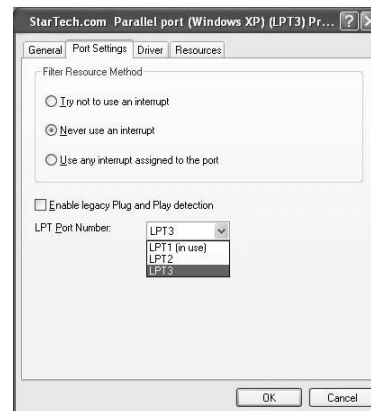 StarTech.com Parallel port (Windows XP) (LPT3) Pr...
General Port Settings Driver Resources
Filter Resource Method
Try not to use an interrupt
Never use an interrupt
Use any interrupt assigned to the port
Enable legacy Plug and Play detection
LPT Port Number: LPT3
LPT1 (in use)
LPT2
LPT3
OK Cancel